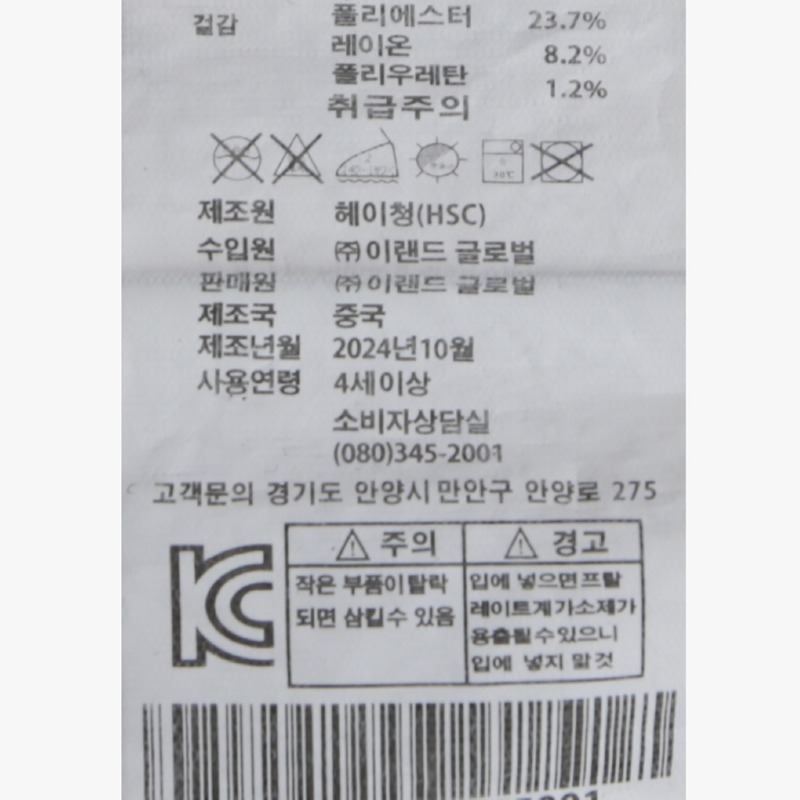 겉감 폴리에스터 23.7%
레이온 8.2%
폴리우레탄 1.2%
취급주의
제조원 헤이청(HSC)
수입원 ㈜이랜드 글로벌
판매원 ㈜이랜드 글로벌
제조국 중국
제조년월 2024년10월
사용연령 4세이상
소비자상담실
(080)345-2001
고객문의 경기도 안양시 만안구 안양로 275
KC
주의
작은 부품이 탈락
되면 삼킬수 있음
경고
입에 넣으면 프탈
레이트계가소제가
용출될 수있으니
입에 넣지 말 것